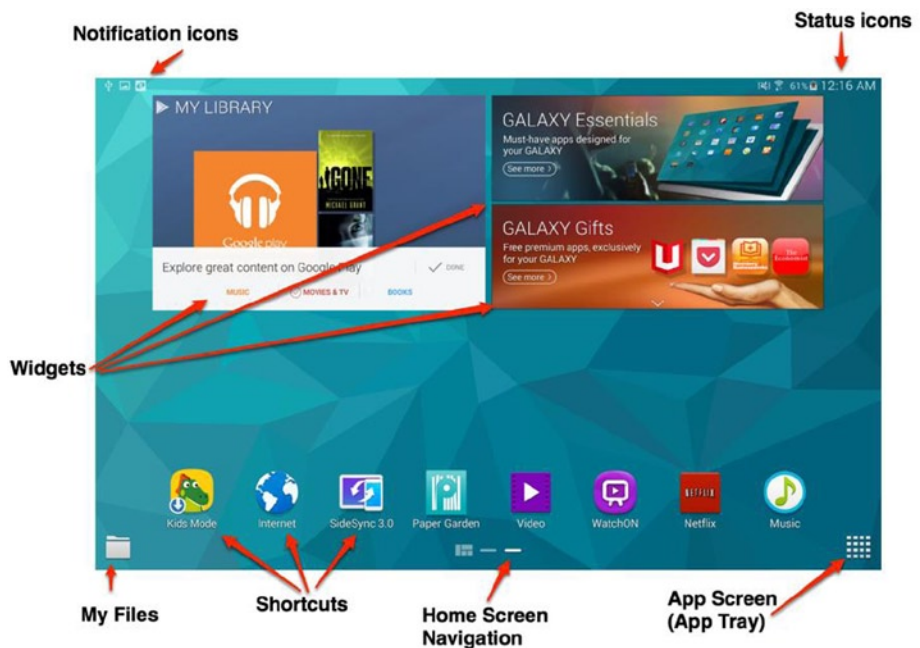 Notification icons
Status icons
61% 12:16 AM
MY LIBRARY
GONE
MICHAEL GRANT
Google play
Explore great content on Google Play
DONE
MUSIC
MOVIES & TV
BOOKS
GALAXY Essentials
Must-have apps designed for
your GALAXY
See more >
GALAXY Gifts
Free premium apps, exclusively
for your GALAXY
See more >
The
Economist
Widgets
Kids Mode
Internet
SideSync 3.0
Paper Garden
Video
WatchON
NETFLIX
Netflix
Music
My Files
Shortcuts
Home Screen
Navigation
App Screen
(App Tray)